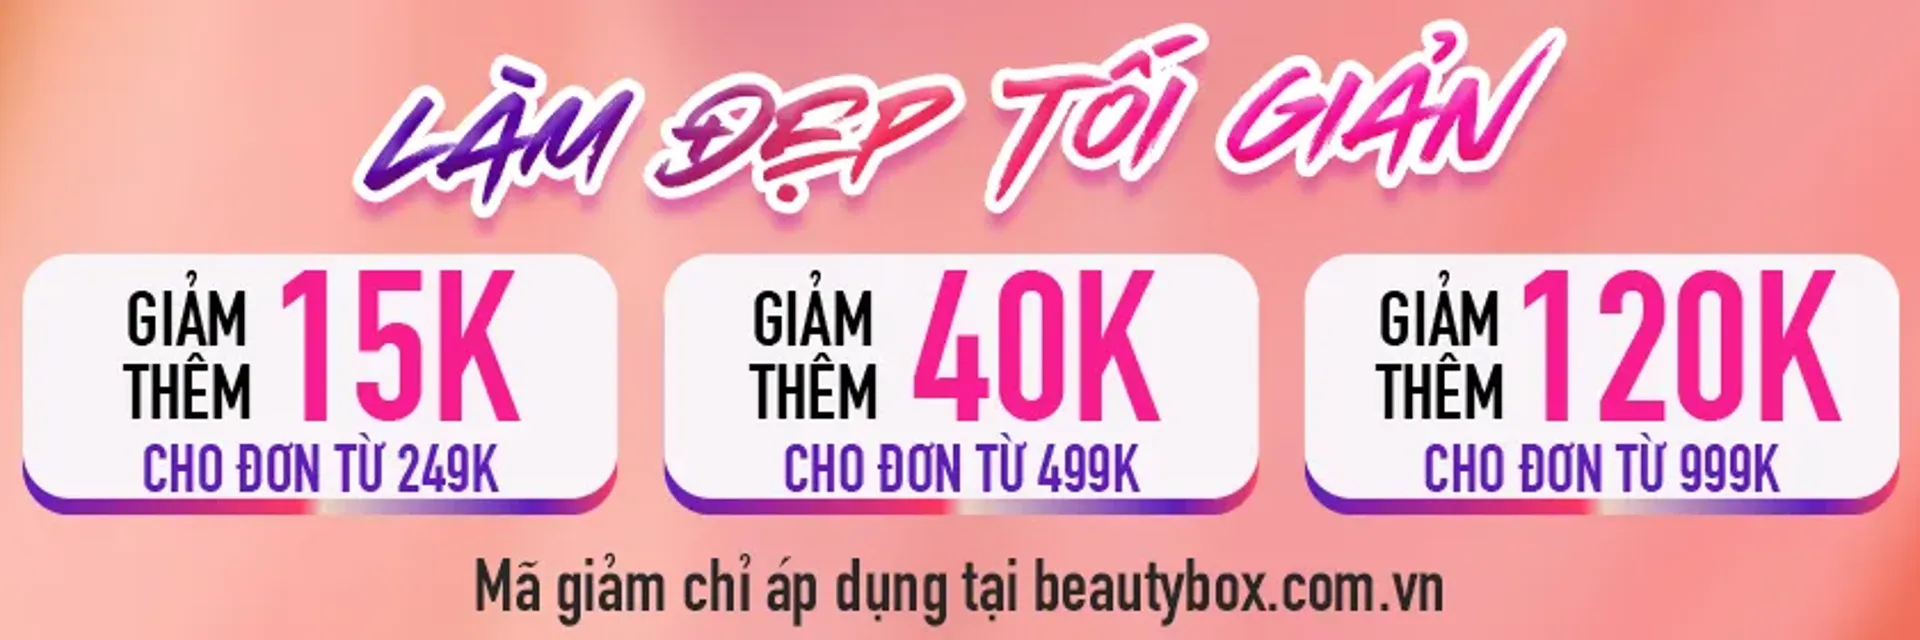 LÀM ĐẸP TỐI GIẢN
GIẢM THÊM 15K
CHO ĐƠN TỪ 249K
GIẢM THÊM 40K
CHO ĐƠN TỪ 499K
GIẢM THÊM 120K
CHO ĐƠN TỪ 999K
Mã giảm chỉ áp dụng tại beautybox.com.vn